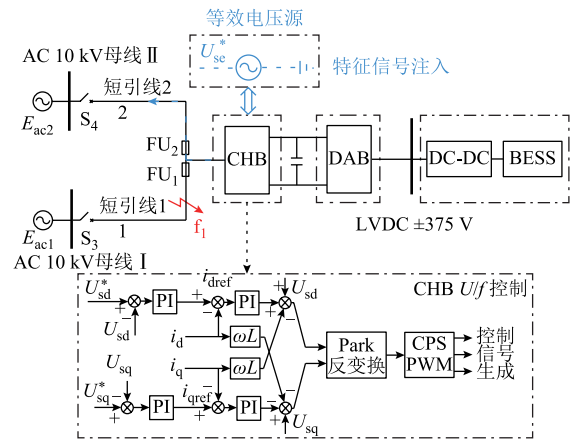 等效电压源
U*se
特征信号注入
AC 10 kV母线Ⅱ
短引线2
2
Eac2
S4
FU2
FU1
CHB
DAB
DC-DC
BESS
短引线1
f1
1
Eac1
S3
LVDC ±375 V
AC 10 kV母线Ⅰ
CHB U/f 控制
U*sd
+
−
PI
idref
+
−
PI
+
+
−
Usd
Usd
id
ωL
iq
ωL
Usq
U*sq
−
−
PI
iqref
+
−
PI
−
−
+
Usq
Park
反变换
CPS
PWM
控制
信号
生成